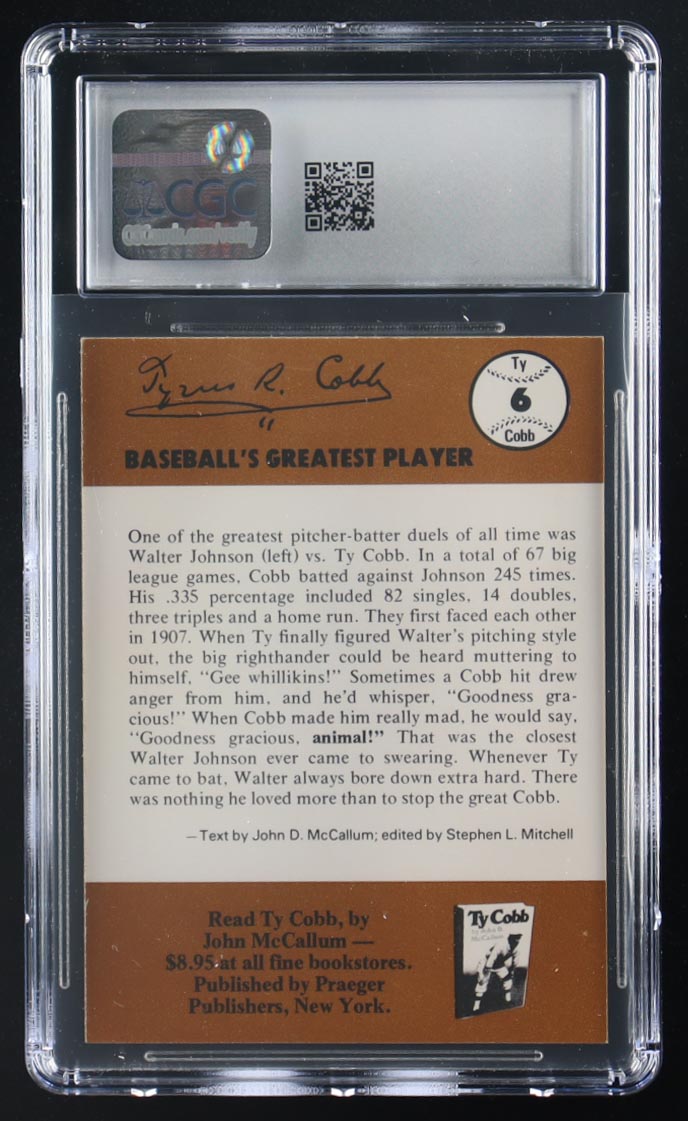 CGC
Tyrus R. Cobb
Ty
6
Cobb
BASEBALL'S GREATEST PLAYER
One of the greatest pitcher-batter duels of all time was
Walter Johnson (left) vs. Ty Cobb. In a total of 67 big
league games, Cobb batted against Johnson 245 times.
His .335 percentage included 82 singles, 14 doubles,
three triples and a home run. They first faced each other
in 1907. When Ty finally figured Walter's pitching style
out, the big righthander could be heard muttering to
himself, "Gee whillikins!" Sometimes a Cobb hit drew
anger from him, and he'd whisper, "Goodness gra-
cious!" When Cobb made him really mad, he would say,
"Goodness gracious, animal!" That was the closest
Walter Johnson ever came to swearing. Whenever Ty
came to bat, Walter always bore down extra hard. There
was nothing he loved more than to stop the great Cobb.
—Text by John D. McCallum; edited by Stephen L. Mitchell
Read Ty Cobb, by
John McCallum —
$8.95 at all fine bookstores.
Published by Praeger
Publishers, New York.
Ty Cobb
by John D.
McCallum